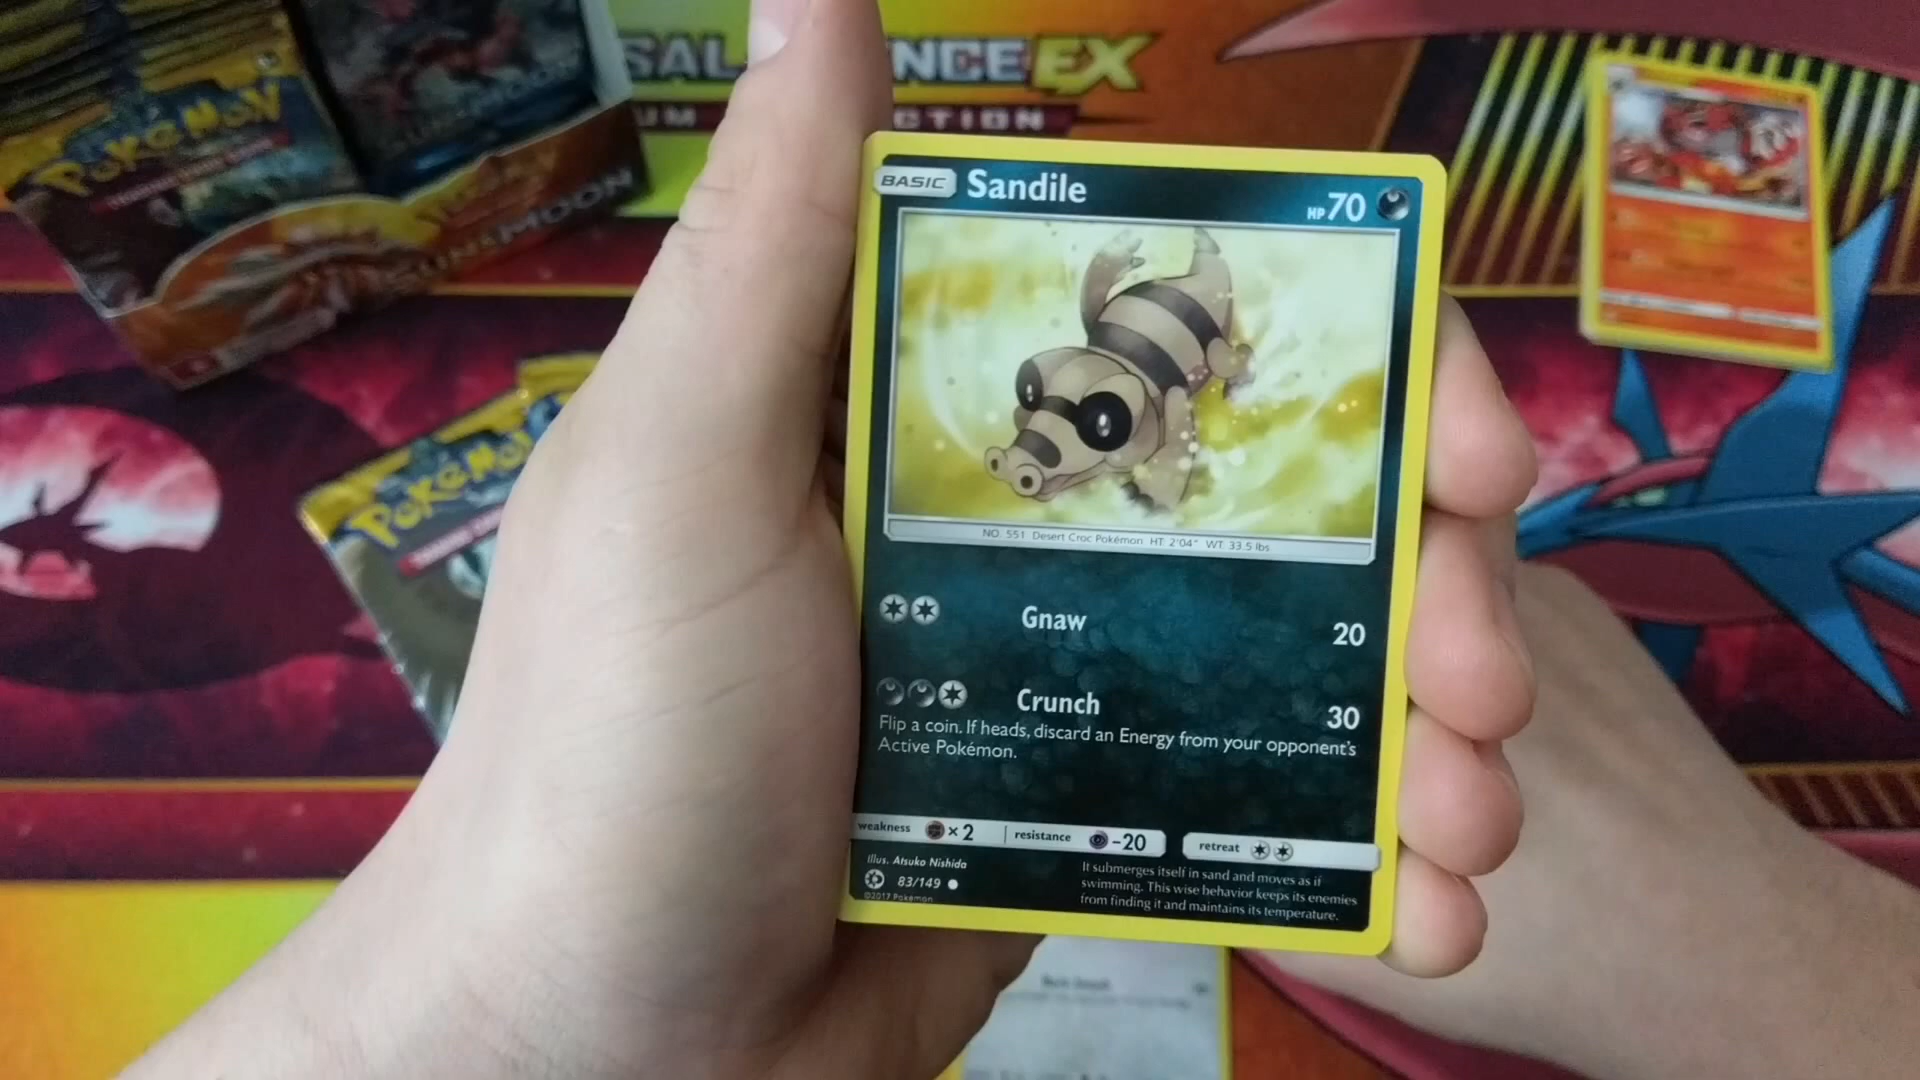 SAL
NCE EX
UM
CTION
POKéMON
SUN & MOON
POKéMON
BASIC Sandile HP 70
NO. 551 Desert Croc Pokémon HT: 2'04" WT: 33.5 lbs
Gnaw 20
Crunch 30
Flip a coin. If heads, discard an Energy from your opponent's
Active Pokémon.
weakness ×2 resistance -20 retreat
Illus. Atsuko Nishida
83/149
©2017 Pokémon
It submerges itself in sand and moves as if
swimming. This wise behavior keeps its enemies
from finding it and maintains its temperature.